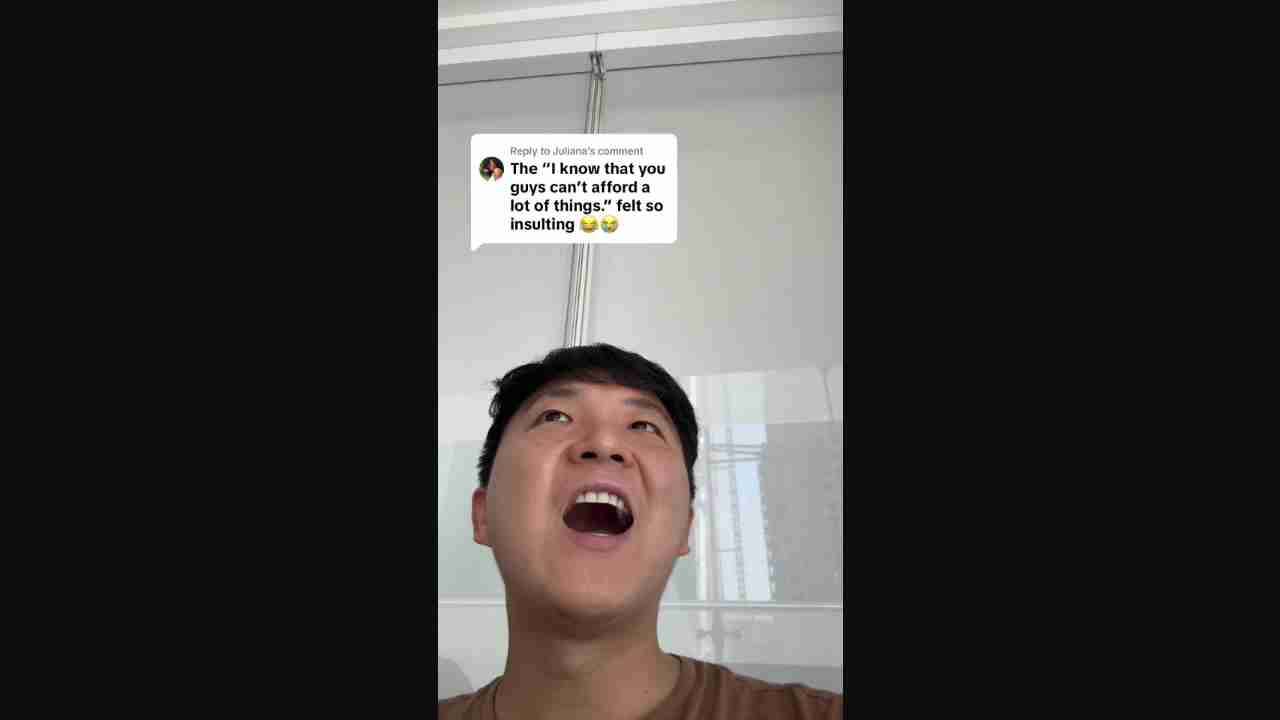 Reply to Juliana's comment
The “I know that you
guys can’t afford a
lot of things.” felt so
insulting 😂😭